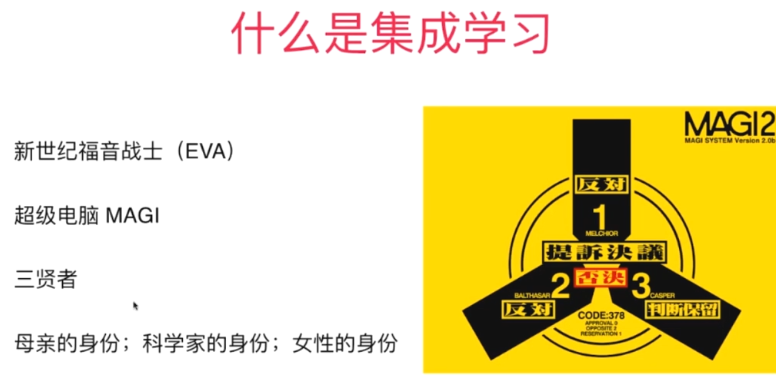 什么是集成学习
新世纪福音战士（EVA）
超级电脑 MAGI
三贤者
母亲的身份；科学家的身份；女性的身份
MAGI2
MAGI SYSTEM Version 2.0b
反対
1
MELCHIOR
提訴決議
否決
BALTHASAR 2
3 CASPER
反対
判断保留
CODE:378
APPROVAL 0
OPPOSITE 2
RESERVATION 1